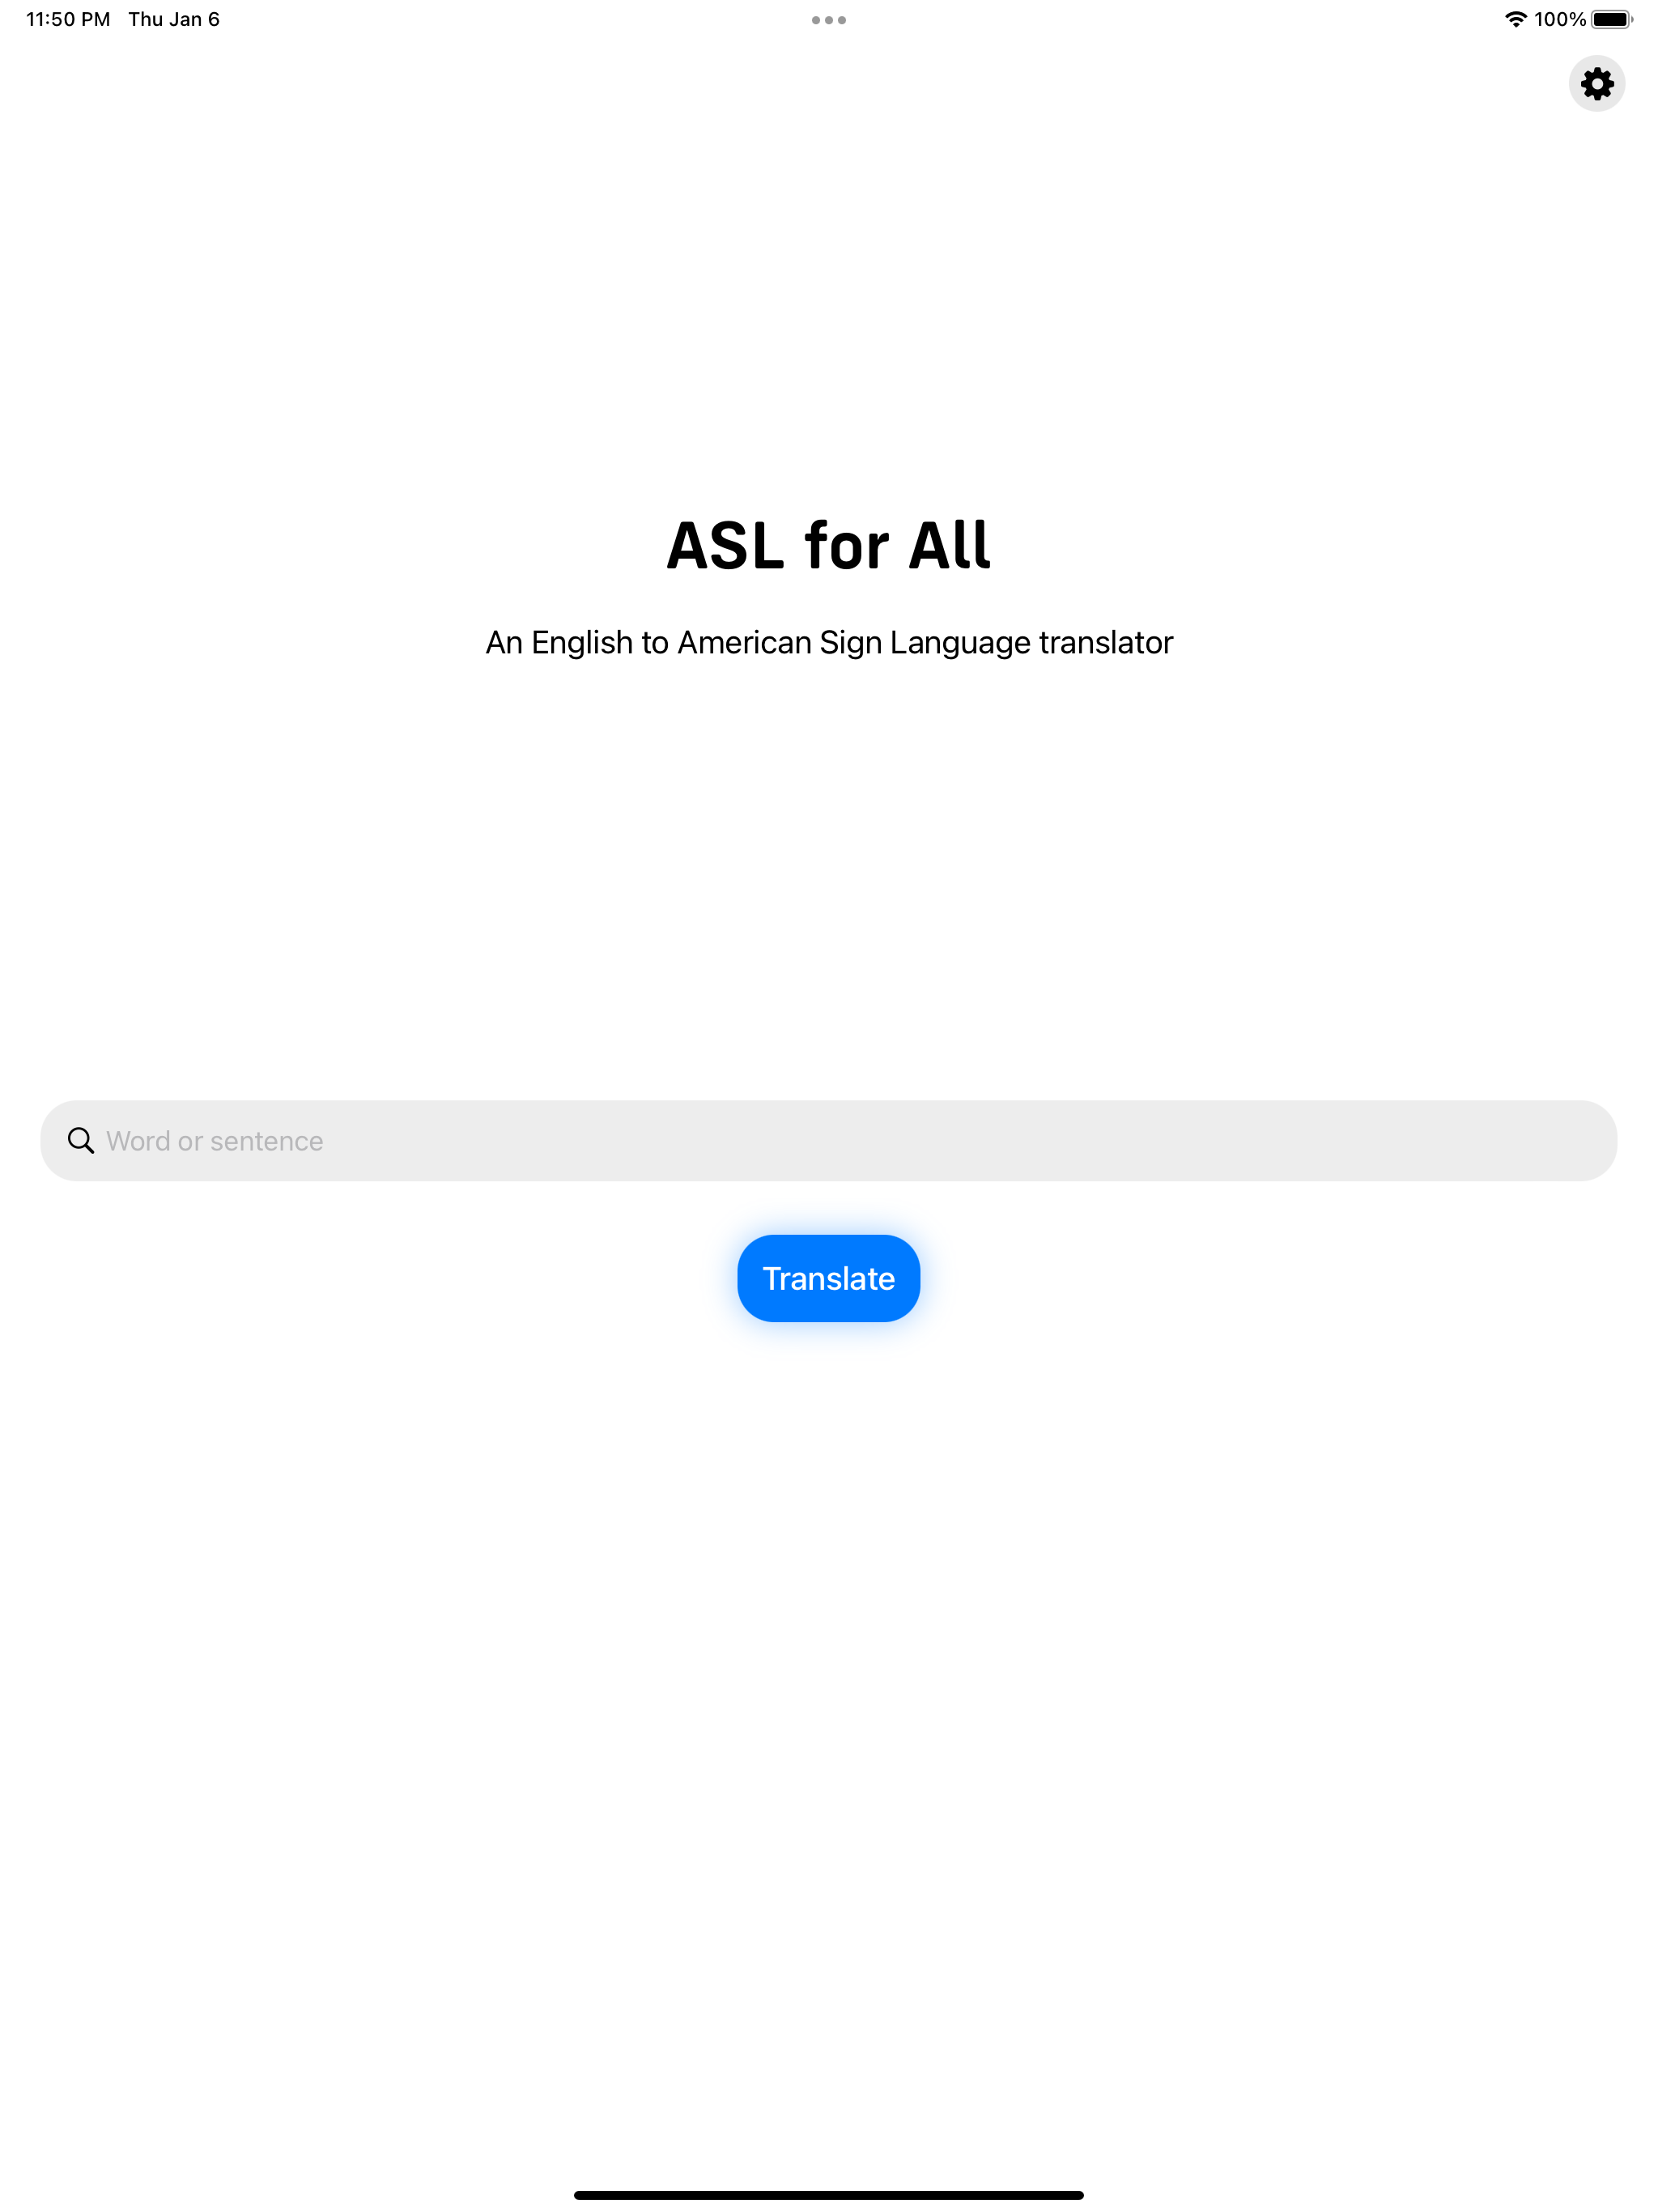 11:50 PM Thu Jan 6
100%
ASL for All
An English to American Sign Language translator
Word or sentence
Translate